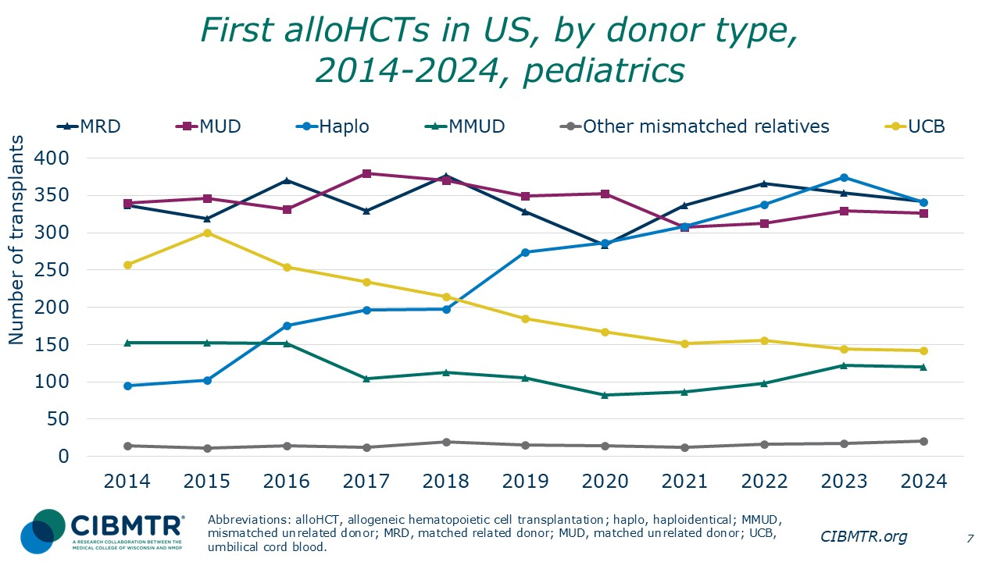 First alloHCTs in US, by donor type,
2014-2024, pediatrics
MRD MUD Haplo MMUD Other mismatched relatives UCB
Number of transplants
400
350
300
250
200
150
100
50
0
2014 2015 2016 2017 2018 2019 2020 2021 2022 2023 2024
CIBMTR®
A RESEARCH COLLABORATION BETWEEN THE
MEDICAL COLLEGE OF WISCONSIN AND NMDP
Abbreviations: alloHCT, allogeneic hematopoietic cell transplantation; haplo, haploidentical; MMUD,
mismatched unrelated donor; MRD, matched related donor; MUD, matched unrelated donor; UCB,
umbilical cord blood.
CIBMTR.org
7